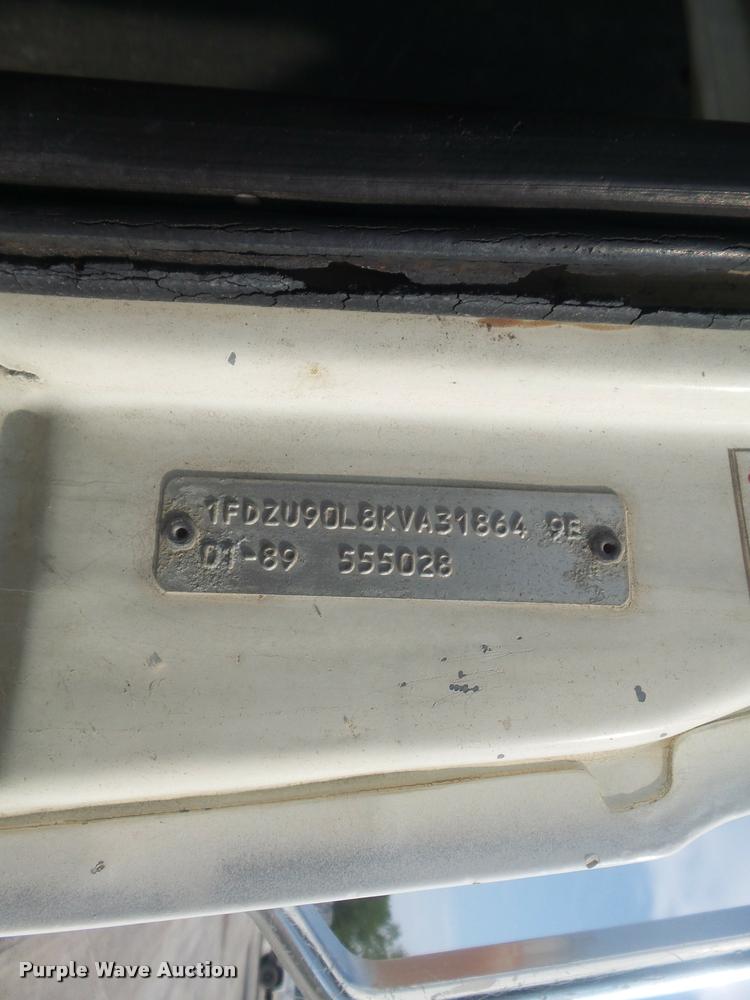 1FDZU90L8KVA31864 9E
01-89 555028
Purple Wave Auction